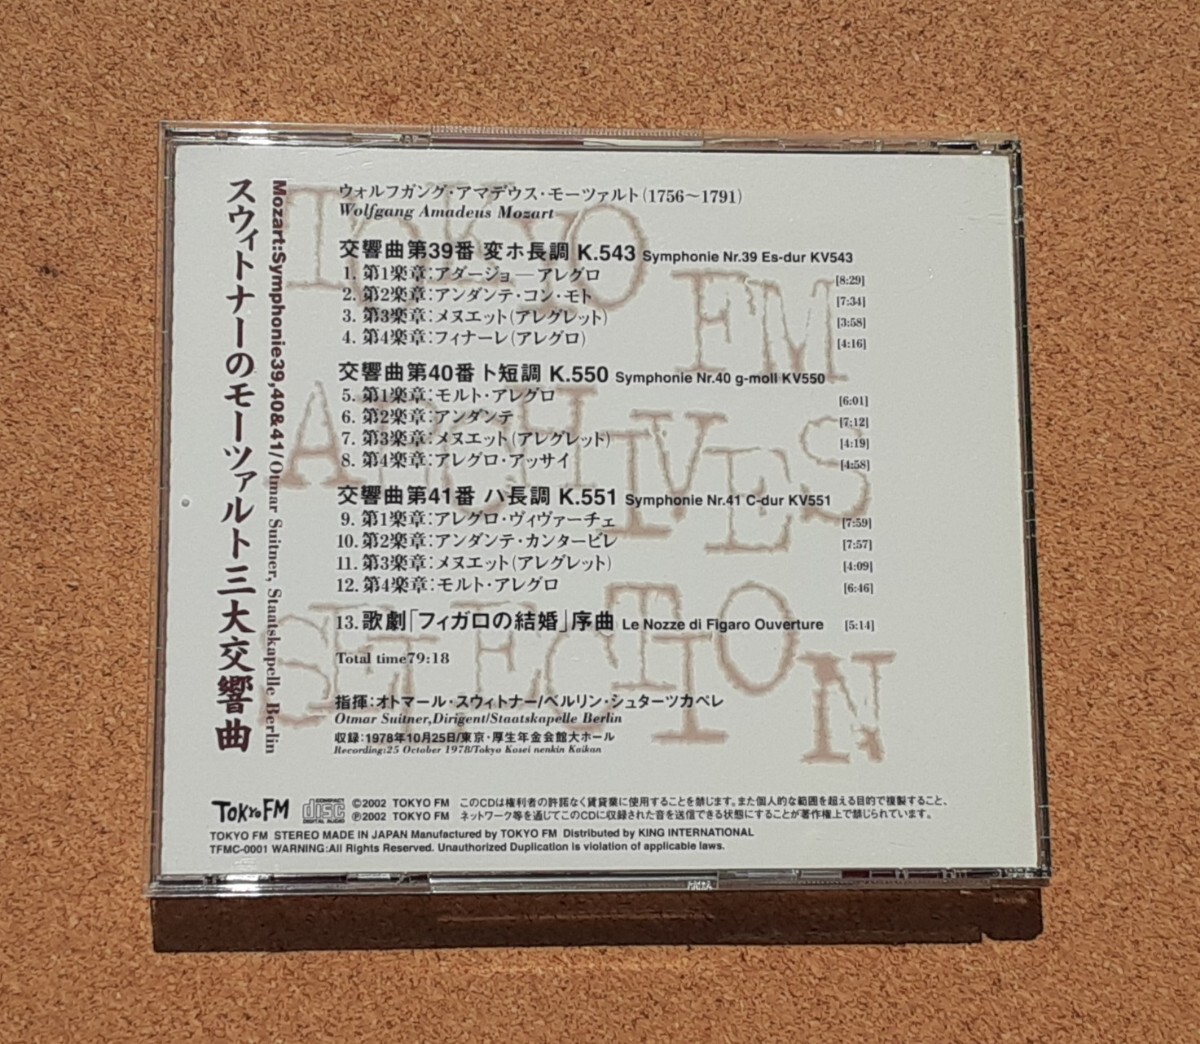 スウィトナーのモーツァルト三大交響曲
Mozart:Symphonie39,40&41/Otmar Suitner, Staatskapelle Berlin
TOKYO FM
ARCHIVES
SELECTION
ウォルフガング・アマデウス・モーツァルト(1756〜1791)
Wolfgang Amadeus Mozart
交響曲第39番 変ホ長調 K.543 Symphonie Nr.39 Es-dur KV543
1. 第1楽章:アダージョ―アレグロ [8:29]
2. 第2楽章:アンダンテ・コン・モト [7:34]
3. 第3楽章:メヌエット(アレグレット) [3:58]
4. 第4楽章:フィナーレ(アレグロ) [4:16]
交響曲第40番 ト短調 K.550 Symphonie Nr.40 g-moll KV550
5. 第1楽章:モルト・アレグロ [6:01]
6. 第2楽章:アンダンテ [7:12]
7. 第3楽章:メヌエット(アレグレット) [4:19]
8. 第4楽章:アレグロ・アッサイ [4:58]
交響曲第41番 ハ長調 K.551 Symphonie Nr.41 C-dur KV551
9. 第1楽章:アレグロ・ヴィヴァーチェ [7:59]
10. 第2楽章:アンダンテ・カンタービレ [7:57]
11. 第3楽章:メヌエット(アレグレット) [4:09]
12. 第4楽章:モルト・アレグロ [6:46]
13. 歌劇「フィガロの結婚」序曲 Le Nozze di Figaro Ouverture [5:14]
Total time79:18
指揮:オトマール・スウィトナー/ベルリン・シュターツカペレ
Otmar Suitner,Dirigent/Staatskapelle Berlin
収録:1978年10月25日/東京・厚生年金会館大ホール
Recording:25 October 1978/Tokyo Kosei nenkin Kaikan
TOKYO FM COMPACT disc DIGITAL AUDIO
©2002 TOKYO FM このCDは権利者の許諾なく賃貸業に使用することを禁じます。また個人的な範囲を超える目的で複製すること、
℗2002 TOKYO FM ネットワーク等を通じてこのCDに収録された音を送信できる状態にすることが著作権上で禁じられています。
TOKYO FM STEREO MADE IN JAPAN Manufactured by TOKYO FM Distributed by KING INTERNATIONAL
TFMC-0001 WARNING:All Rights Reserved. Unauthorized Duplication is violation of applicable laws.